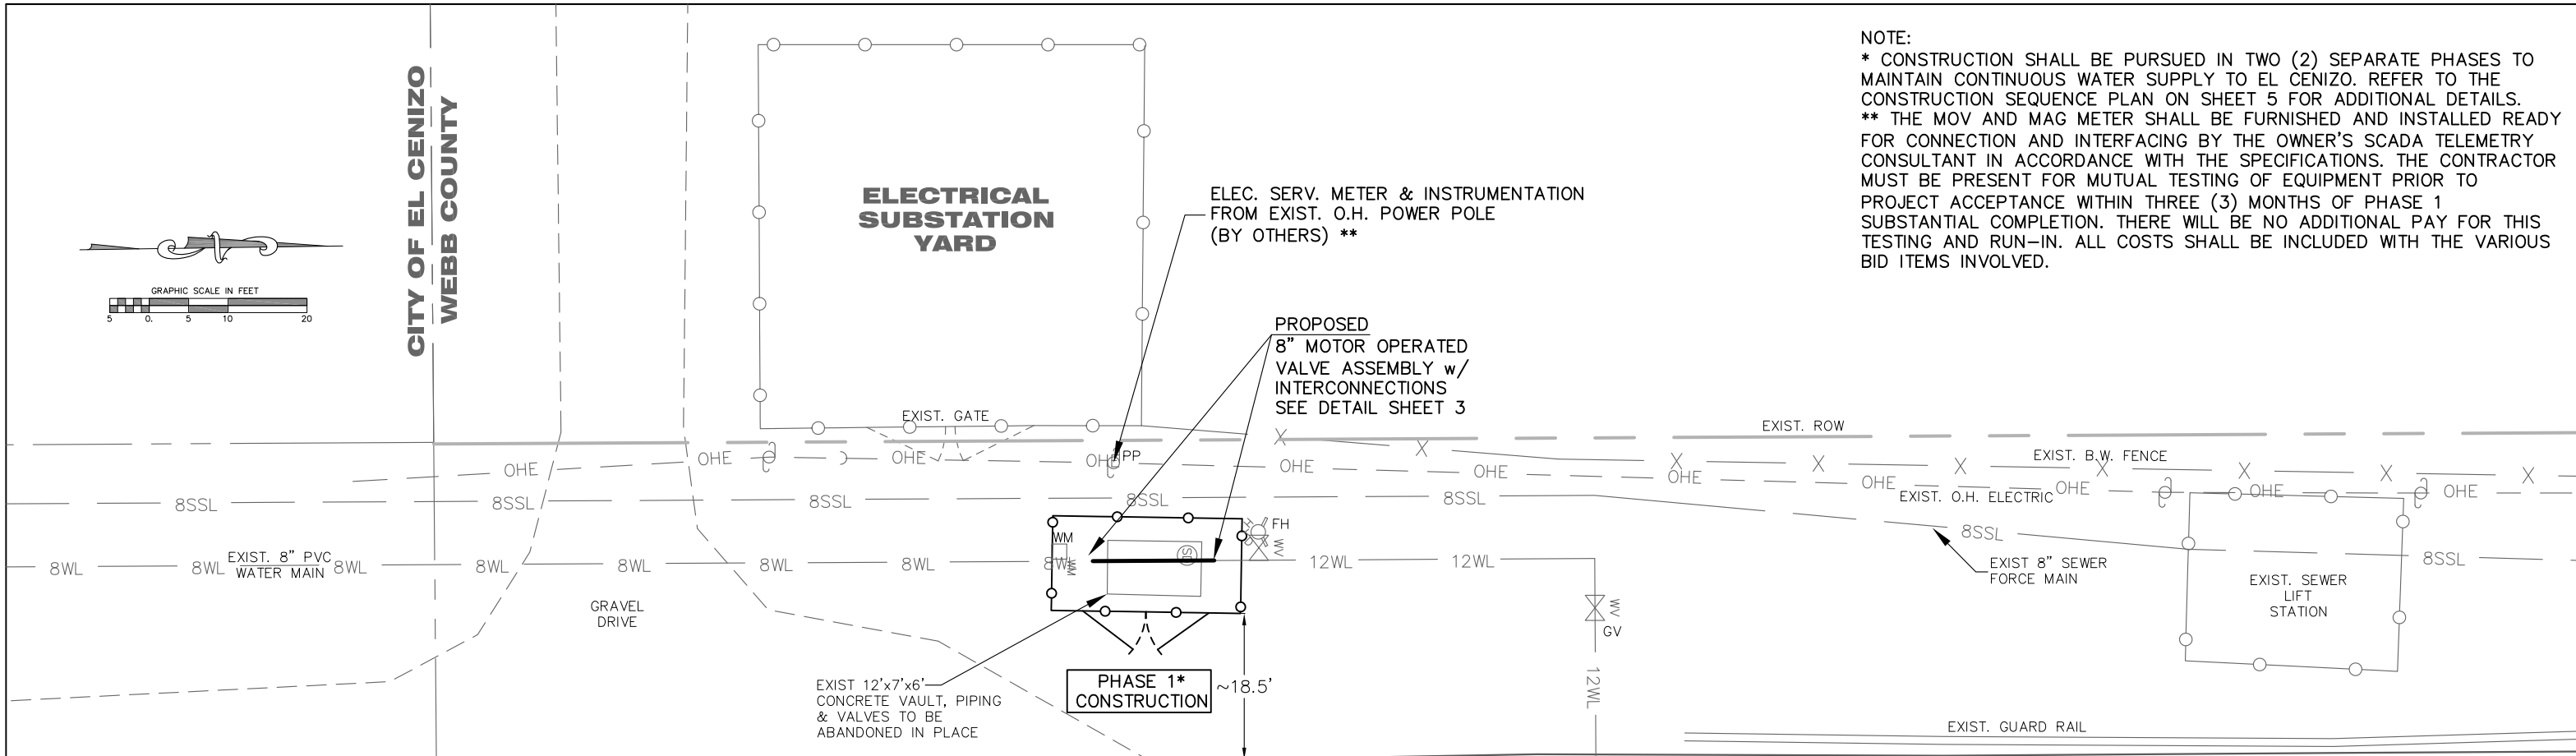 NOTE:
* CONSTRUCTION SHALL BE PURSUED IN TWO (2) SEPARATE PHASES TO
MAINTAIN CONTINUOUS WATER SUPPLY TO EL CENIZO. REFER TO THE
CONSTRUCTION SEQUENCE PLAN ON SHEET 5 FOR ADDITIONAL DETAILS.
** THE MOV AND MAG METER SHALL BE FURNISHED AND INSTALLED READY
FOR CONNECTION AND INTERFACING BY THE OWNER'S SCADA TELEMETRY
CONSULTANT IN ACCORDANCE WITH THE SPECIFICATIONS. THE CONTRACTOR
MUST BE PRESENT FOR MUTUAL TESTING OF EQUIPMENT PRIOR TO
PROJECT ACCEPTANCE WITHIN THREE (3) MONTHS OF PHASE 1
SUBSTANTIAL COMPLETION. THERE WILL BE NO ADDITIONAL PAY FOR THIS
TESTING AND RUN-IN. ALL COSTS SHALL BE INCLUDED WITH THE VARIOUS
BID ITEMS INVOLVED.
CITY OF EL CENIZO
WEBB COUNTY
GRAPHIC SCALE IN FEET
5 0. 5 10 20
ELECTRICAL
SUBSTATION
YARD
ELEC. SERV. METER & INSTRUMENTATION
FROM EXIST. O.H. POWER POLE
(BY OTHERS) **
PROPOSED
8" MOTOR OPERATED
VALVE ASSEMBLY w/
INTERCONNECTIONS
SEE DETAIL SHEET 3
EXIST. GATE
EXIST. ROW
EXIST. B.W. FENCE
OHE OHE OHE OHE PP OHE OHE OHE OHE OHE OHE OHE
X X X X X X X X X
EXIST. O.H. ELECTRIC
8SSL 8SSL 8SSL 8SSL 8SSL 8SSL 8SSL
WM
WM
SD
FH
WV
EXIST. 8" PVC
WATER MAIN
8WL 8WL 8WL 8WL 8WL 8WL 8WL 8WL 12WL 12WL
EXIST 8" SEWER
FORCE MAIN
EXIST. SEWER
LIFT
STATION
GRAVEL
DRIVE
WV
GV
12WL
EXIST 12'x7'x6'
CONCRETE VAULT, PIPING
& VALVES TO BE
ABANDONED IN PLACE
PHASE 1*
CONSTRUCTION
~18.5'
EXIST. GUARD RAIL